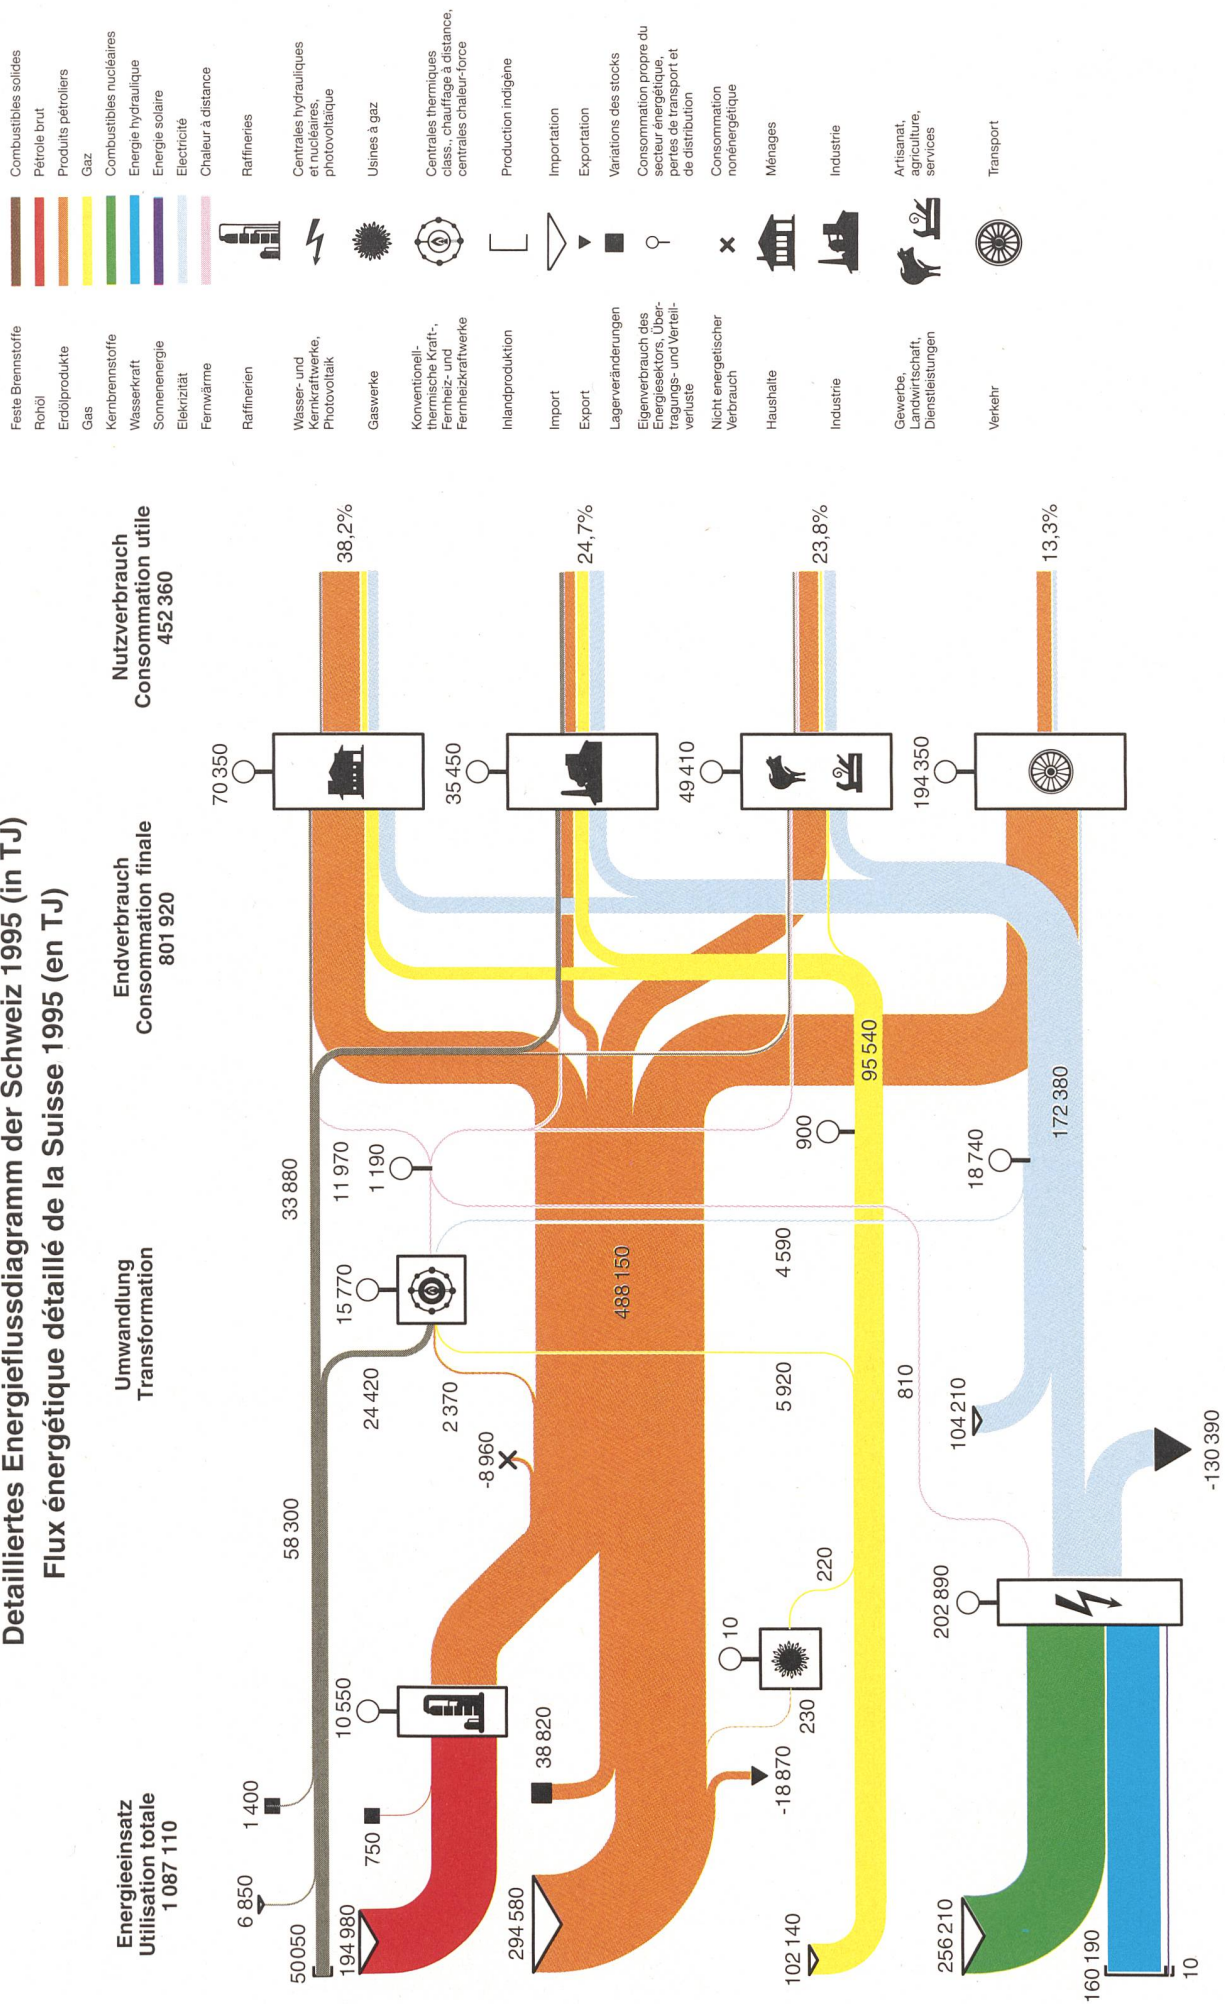 Detailliertes Energieflussdiagramm der Schweiz 1995 (in TJ)
Flux énergétique détaillé de la Suisse 1995 (en TJ)
Energieeinsatz
Utilisation totale
1 087 110
Umwandlung
Transformation
Endverbrauch
Consommation finale
801 920
Nutzverbrauch
Consommation utile
452 360
50 050
6 850
1 400
58 300
33 880
194 980
750
10 550
24 420
15 770
11 970
1 190
2 370
-8 960
294 580
38 820
488 150
-18 870
230
10
220
5 920
4 590
900
95 540
102 140
810
256 210
160 190
10
202 890
104 210
-130 390
18 740
172 380
70 350
38,2%
35 450
24,7%
49 410
23,8%
194 350
13,3%
Feste Brennstoffe
Combustibles solides
Rohöl
Pétrole brut
Erdölprodukte
Produits pétroliers
Gas
Gaz
Kernbrennstoffe
Combustibles nucléaires
Wasserkraft
Energie hydraulique
Sonnenenergie
Energie solaire
Elekrizität
Electricité
Fernwärme
Chaleur à distance
Raffinerien
Raffineries
Wasser- und
Kernkraftwerke,
Photovoltaik
Centrales hydrauliques
et nucléaires,
photovoltaïque
Gaswerke
Usines à gaz
Konventionell-
thermische Kraft-,
Fernheiz- und
Fernheizkraftwerke
Centrales thermiques
class., chauffage à distance,
centrales chaleur-force
Inlandproduktion
Production indigène
Import
Importation
Export
Exportation
Lagerveränderungen
Variations des stocks
Eigenverbrauch des
Energiesektors, Über-
tragungs- und Verteil-
verluste
Consommation propre du
secteur énergétique,
pertes de transport et
de distribution
Nicht energetischer
Verbrauch
Consommation
nonénergétique
Haushalte
Ménages
Industrie
Industrie
Gewerbe,
Landwirtschaft,
Dienstleistungen
Artisanat,
agriculture,
services
Verkehr
Transport